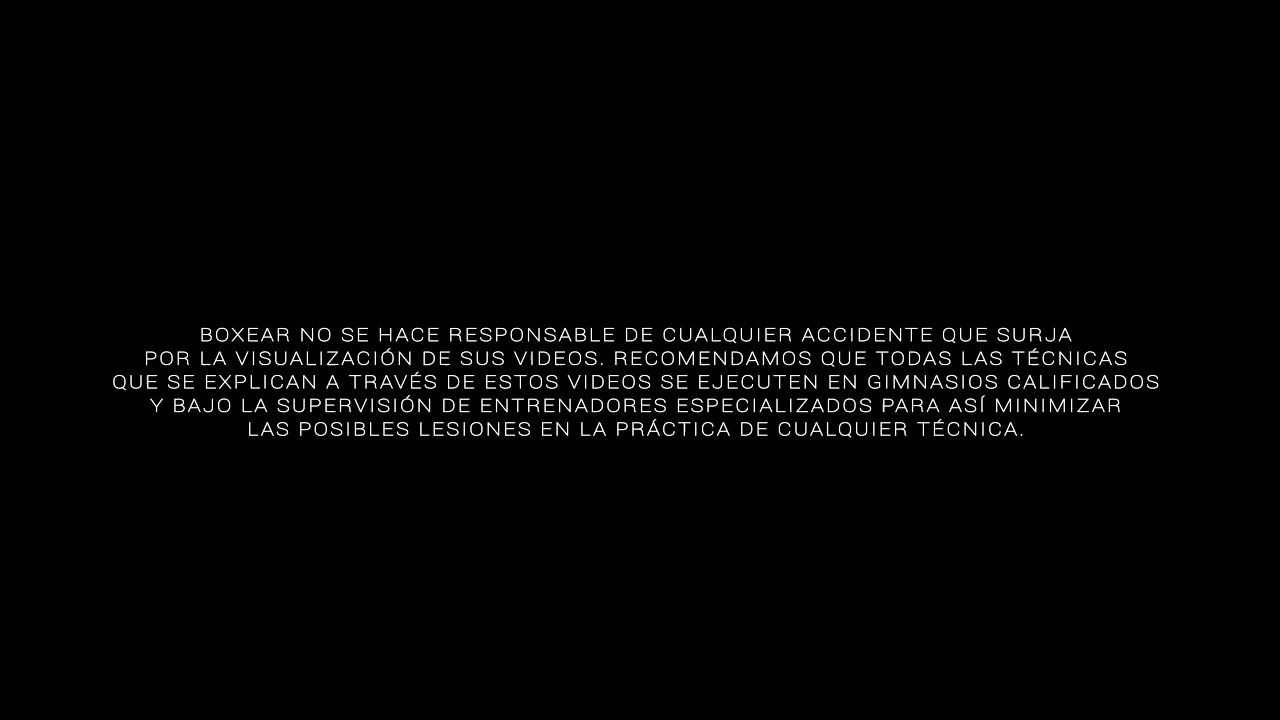 BOXEAR NO SE HACE RESPONSABLE DE CUALQUIER ACCIDENTE QUE SURJA
POR LA VISUALIZACIÓN DE SUS VIDEOS. RECOMENDAMOS QUE TODAS LAS TÉCNICAS
QUE SE EXPLICAN A TRAVÉS DE ESTOS VIDEOS SE EJECUTEN EN GIMNASIOS CALIFICADOS
Y BAJO LA SUPERVISIÓN DE ENTRENADORES ESPECIALIZADOS PARA ASÍ MINIMIZAR
LAS POSIBLES LESIONES EN LA PRÁCTICA DE CUALQUIER TÉCNICA.